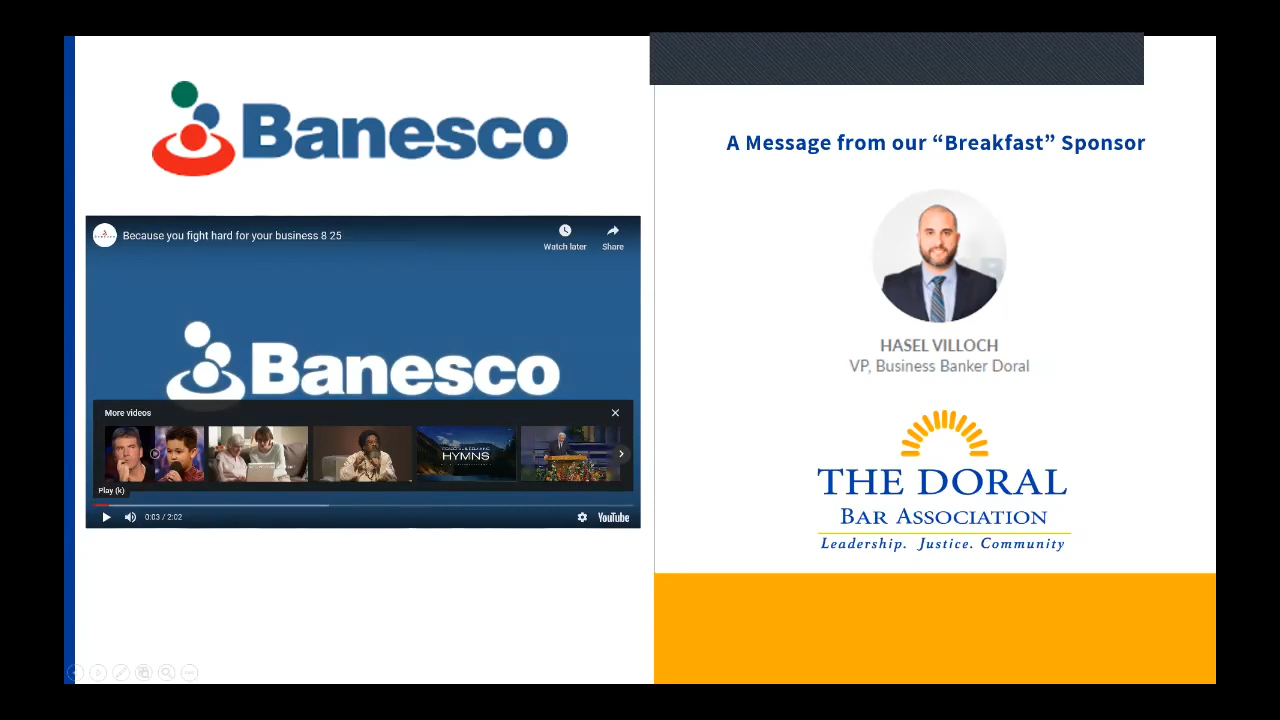 Banesco
Because you fight hard for your business 8 25
Watch later
Share
Banesco
More videos
HYMNS
Play (k)
0:03 / 2:02
YouTube
A Message from our “Breakfast” Sponsor
HASEL VILLOCH
VP, Business Banker Doral
THE DORAL
BAR ASSOCIATION
Leadership. Justice. Community